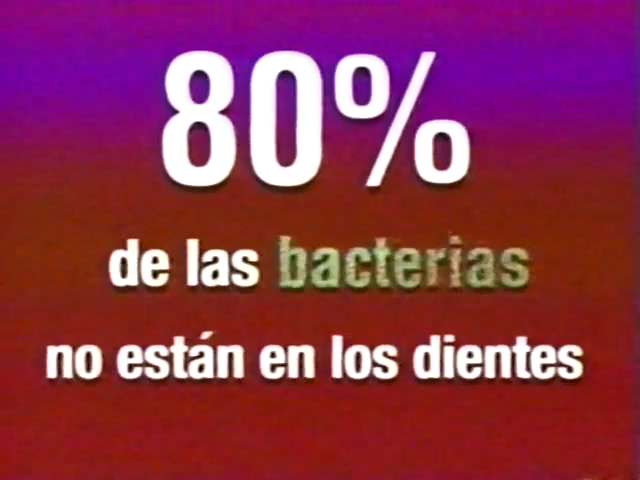 80%
de las bacterias
no están en los dientes